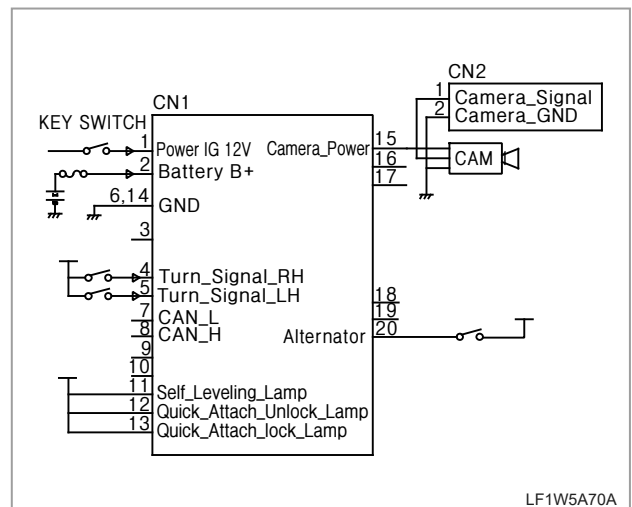 CN2
1 Camera_Signal
2 Camera_GND
CAM
CN1
KEY SWITCH
1 Power IG 12V
2 Battery B+
6,14 GND
3
4 Turn_Signal_RH
5 Turn_Signal_LH
7 CAN_L
8 CAN_H
9
10
11 Self_Leveling_Lamp
12 Quick_Attach_Unlock_Lamp
13 Quick_Attach_lock_Lamp
Camera_Power 15
16
17
18
19
Alternator 20
LF1W5A70A